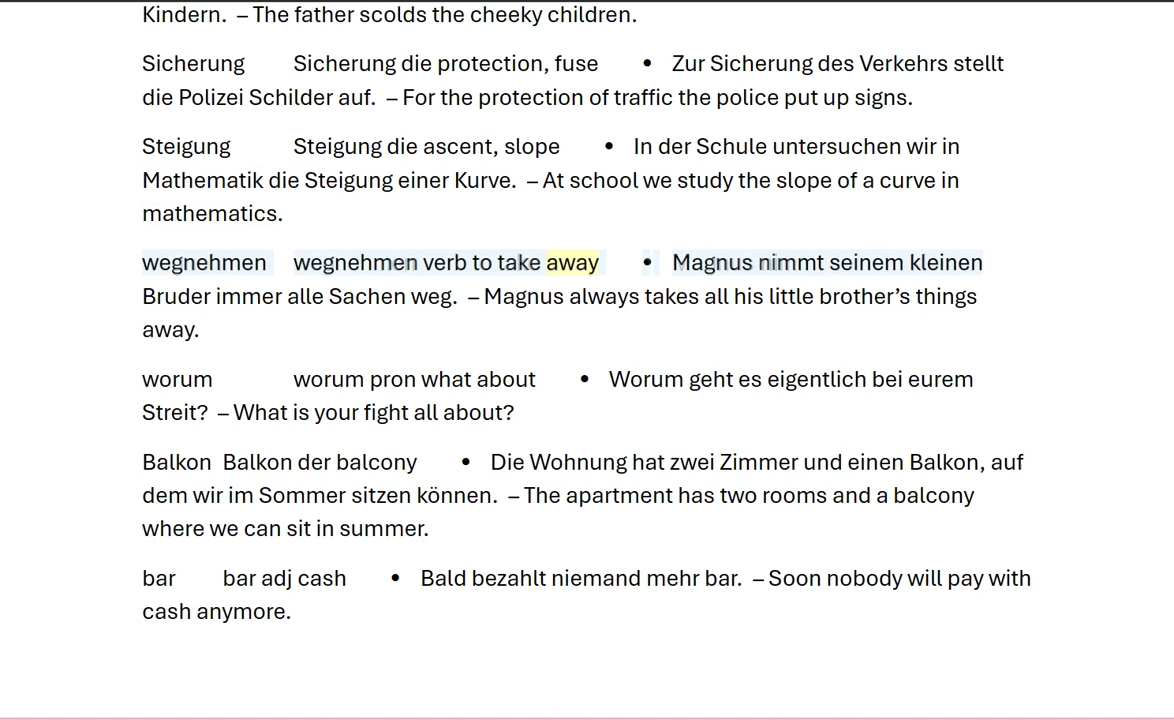 Kindern. – The father scolds the cheeky children.
Sicherung Sicherung die protection, fuse • Zur Sicherung des Verkehrs stellt
die Polizei Schilder auf. – For the protection of traffic the police put up signs.
Steigung Steigung die ascent, slope • In der Schule untersuchen wir in
Mathematik die Steigung einer Kurve. – At school we study the slope of a curve in
mathematics.
wegnehmen wegnehmen verb to take away • Magnus nimmt seinem kleinen
Bruder immer alle Sachen weg. – Magnus always takes all his little brother’s things
away.
worum worum pron what about • Worum geht es eigentlich bei eurem
Streit? – What is your fight all about?
Balkon Balkon der balcony • Die Wohnung hat zwei Zimmer und einen Balkon, auf
dem wir im Sommer sitzen können. – The apartment has two rooms and a balcony
where we can sit in summer.
bar bar adj cash • Bald bezahlt niemand mehr bar. – Soon nobody will pay with
cash anymore.